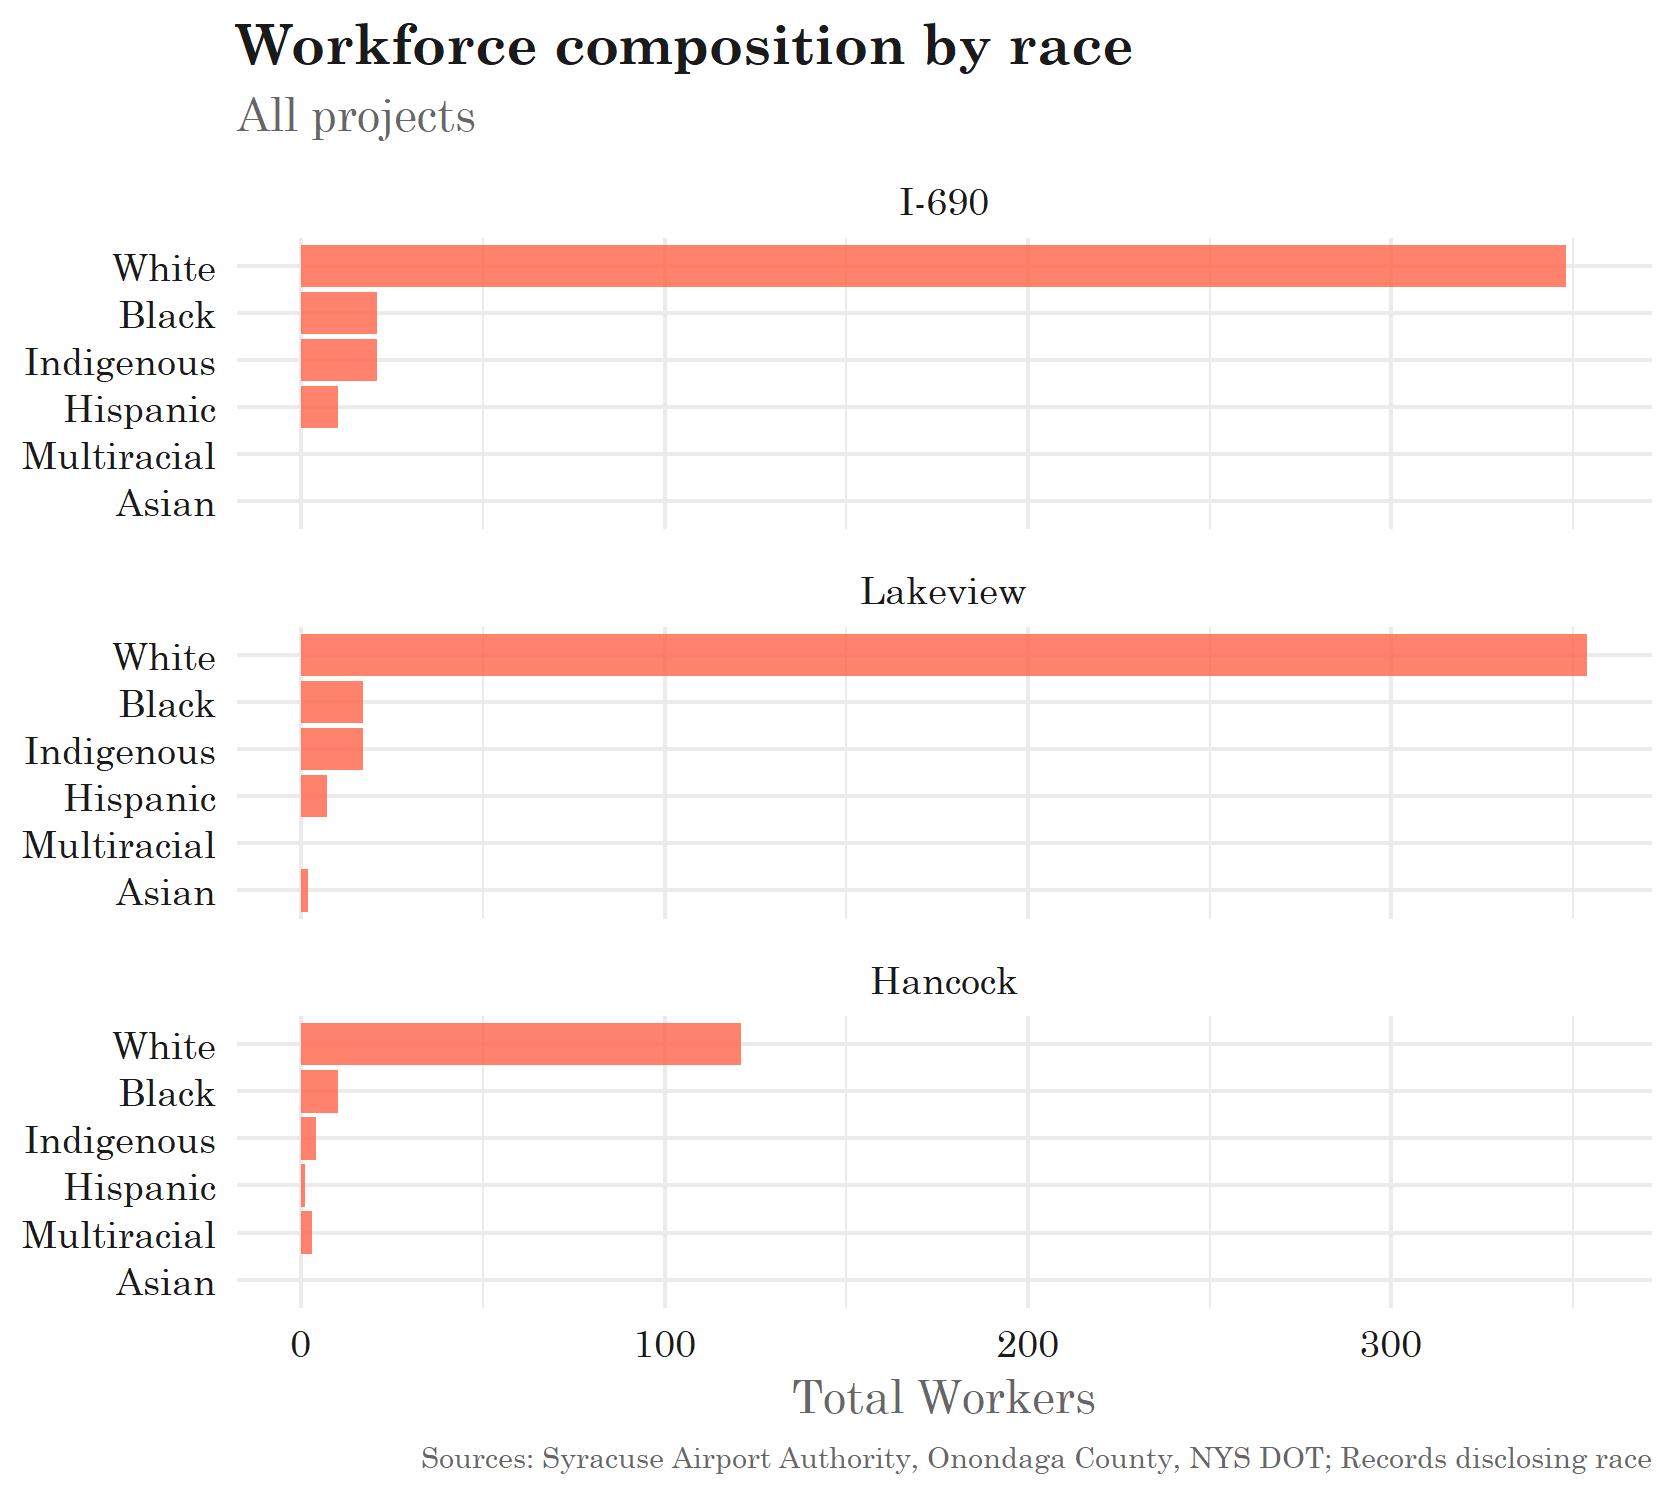 Workforce composition by race
All projects
I-690
White
Black
Indigenous
Hispanic
Multiracial
Asian
Lakeview
White
Black
Indigenous
Hispanic
Multiracial
Asian
Hancock
White
Black
Indigenous
Hispanic
Multiracial
Asian
0 100 200 300
Total Workers
Sources: Syracuse Airport Authority, Onondaga County, NYS DOT; Records disclosing race